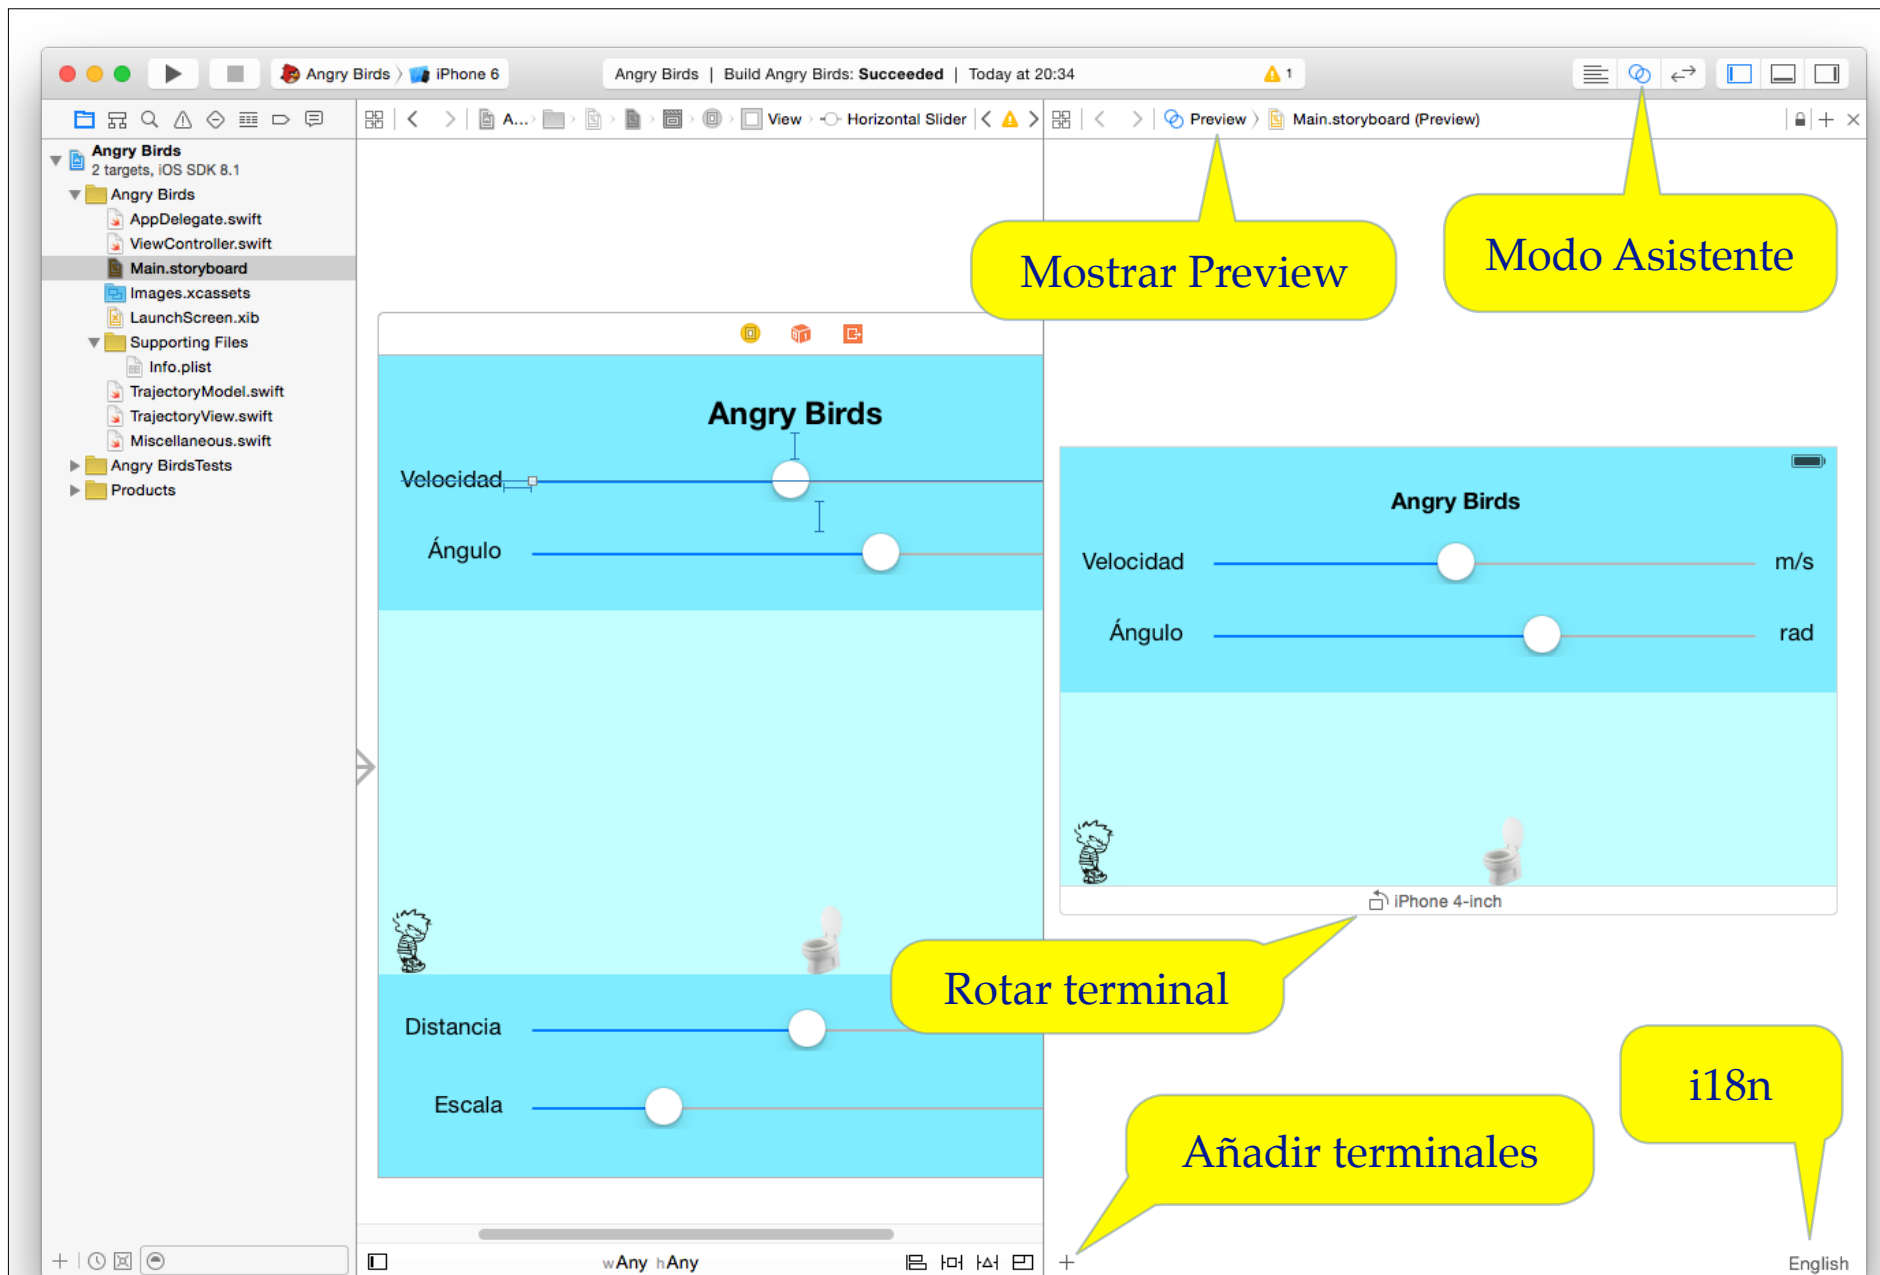 Angry Birds
iPhone 6
Angry Birds | Build Angry Birds: Succeeded | Today at 20:34
1
A...
View
Horizontal Slider
Preview
Main.storyboard (Preview)
Angry Birds
2 targets, iOS SDK 8.1
Angry Birds
AppDelegate.swift
ViewController.swift
Main.storyboard
Images.xcassets
LaunchScreen.xib
Supporting Files
Info.plist
TrajectoryModel.swift
TrajectoryView.swift
Miscellaneous.swift
Angry BirdsTests
Products
Angry Birds
Velocidad
Ángulo
Distancia
Escala
wAny hAny
Mostrar Preview
Modo Asistente
Angry Birds
Velocidad
m/s
Ángulo
rad
iPhone 4-inch
Rotar terminal
i18n
Añadir terminales
English